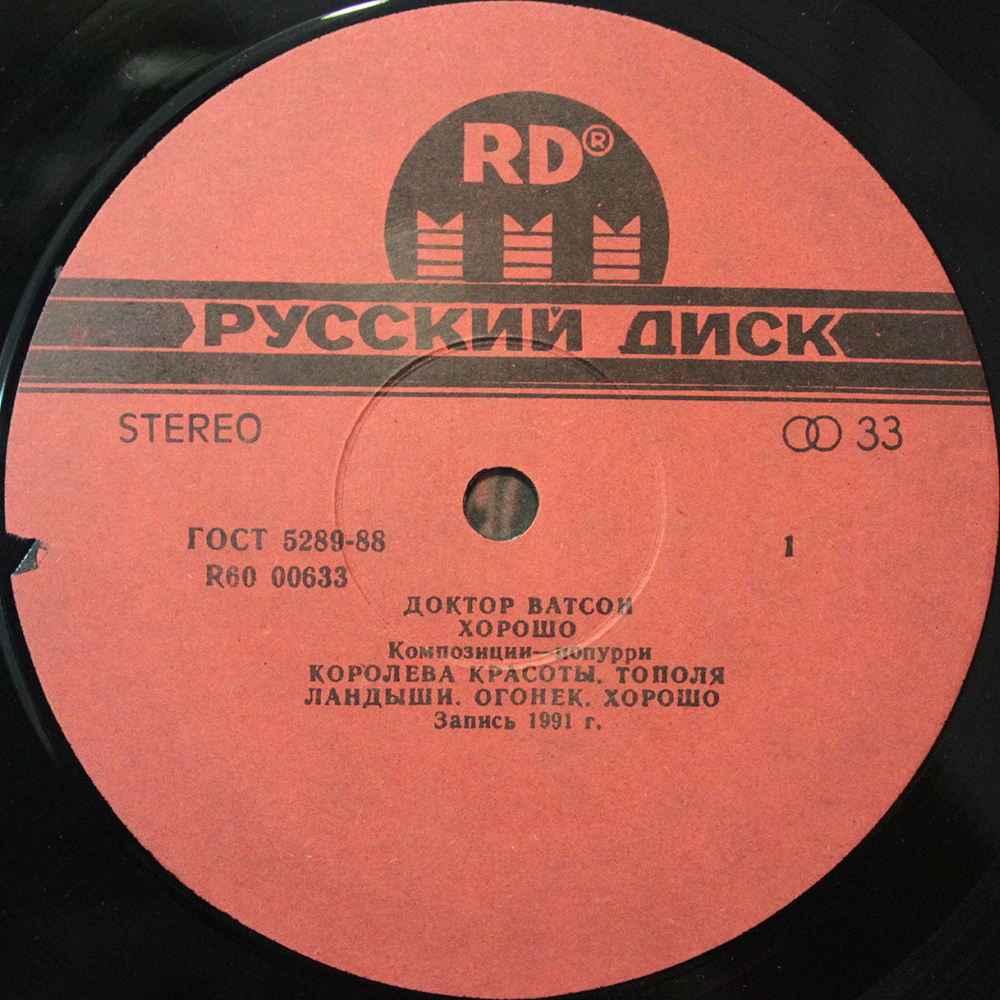 RD®
РУССКИЙ ДИСК
STEREO
33
ГОСТ 5289-88
1
R60 00633
ДОКТОР ВАТСОН
ХОРОШО
Композиции—попурри
КОРОЛЕВА КРАСОТЫ. ТОПОЛЯ
ЛАНДЫШИ. ОГОНЕК. ХОРОШО
Запись 1991 г.